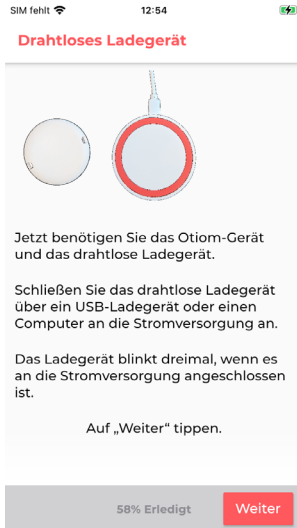 SIM fehlt 12:54
Drahtloses Ladegerät
Jetzt benötigen Sie das Otiom-Gerät
und das drahtlose Ladegerät.
Schließen Sie das drahtlose Ladegerät
über ein USB-Ladegerät oder einen
Computer an die Stromversorgung an.
Das Ladegerät blinkt dreimal, wenn es
an die Stromversorgung angeschlossen
ist.
Auf „Weiter“ tippen.
58% Erledigt Weiter